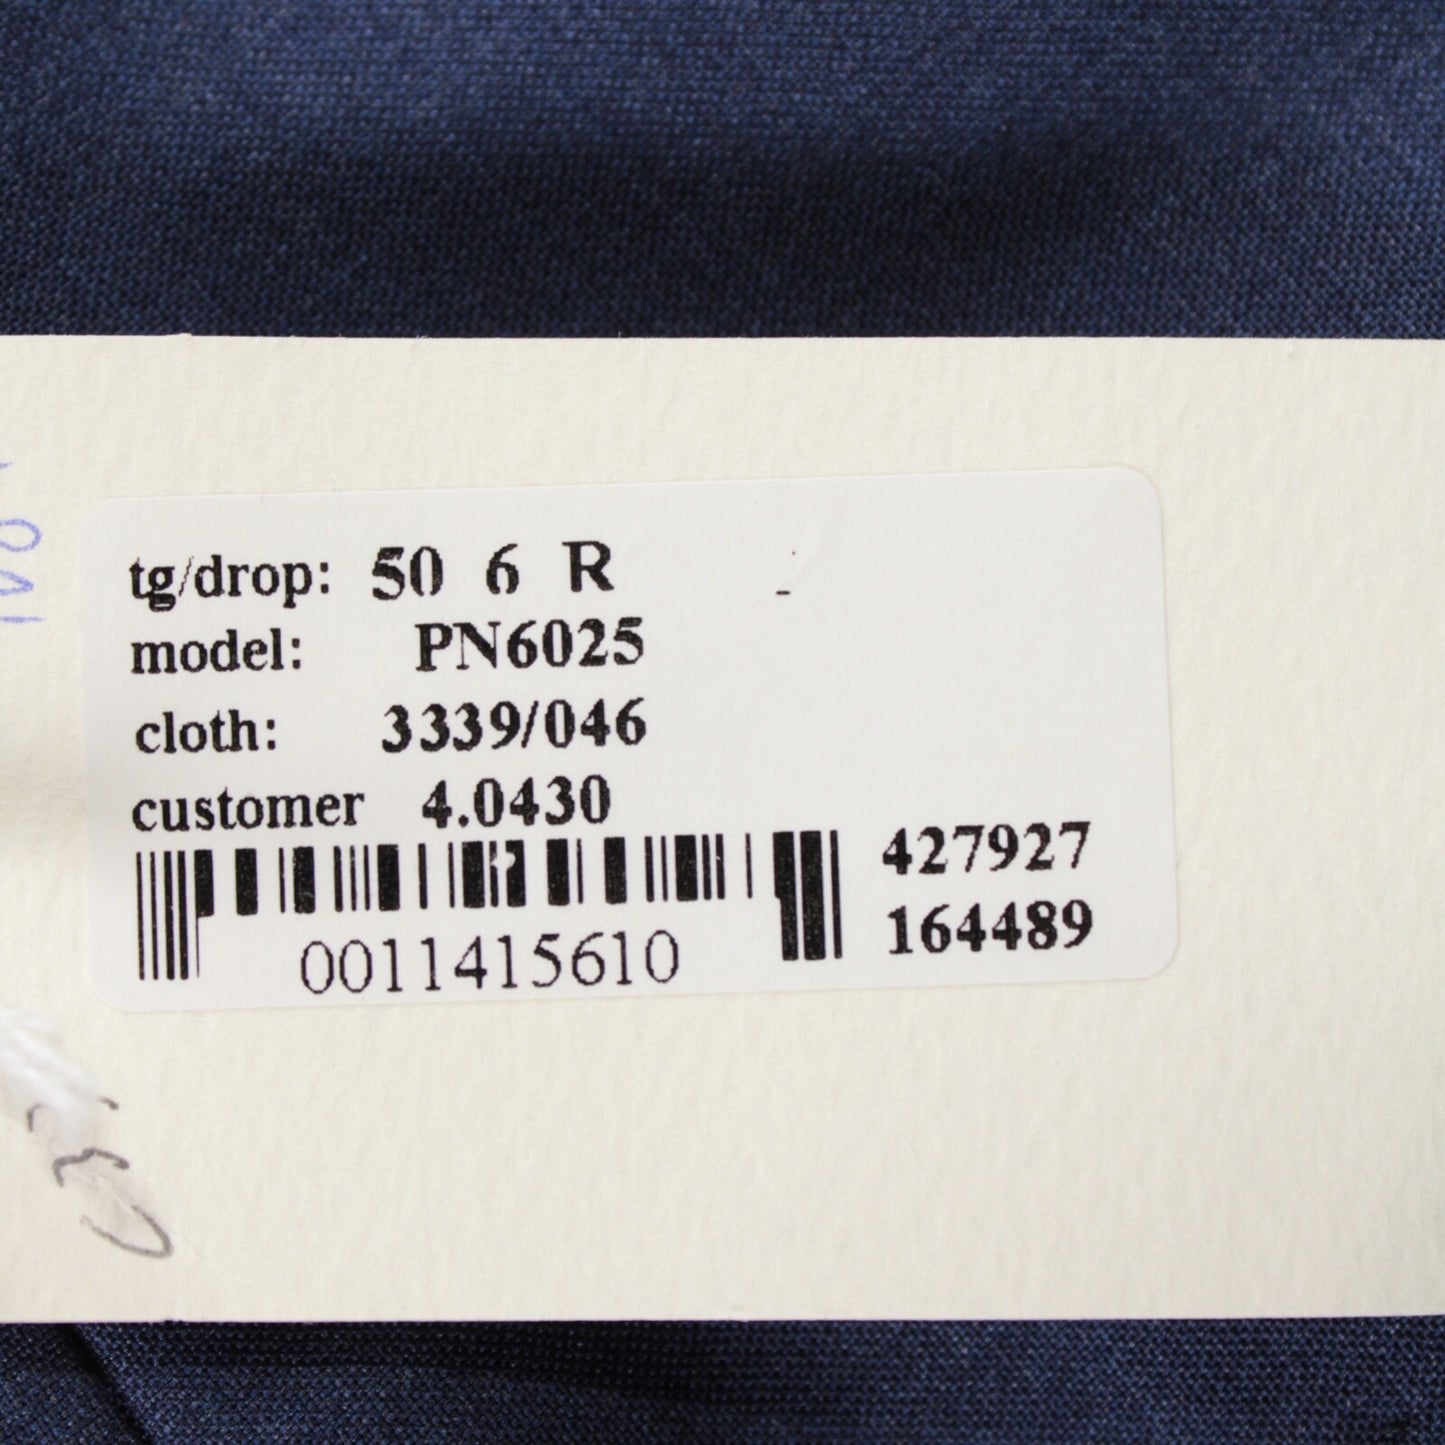 tg/drop: 50 6 R
model: PN6025
cloth: 3339/046
customer 4.0430
427927
164489
0011415610